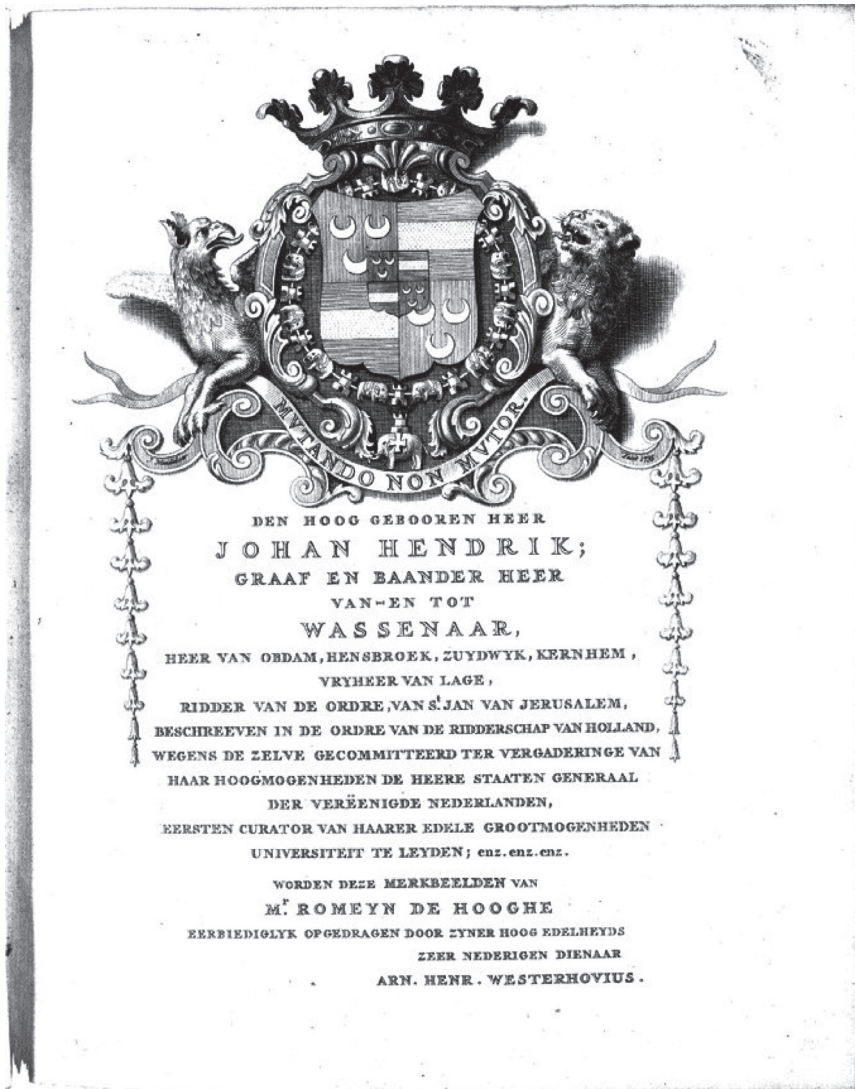 MVTANDO NON MVTOR.
DEN HOOG GEBOOREN HEER
JOHAN HENDRIK;
GRAAF EN BAANDER HEER
VAN-EN TOT
WASSENAAR,
HEER VAN OBDAM, HENSBROEK, ZUYDWYK, KERNHEM,
VRYHEER VAN LAGE,
RIDDER VAN DE ORDRE, VAN S.t JAN VAN JERUSALEM,
BESCHREEVEN IN DE ORDRE VAN DE RIDDERSCHAP VAN HOLLAND,
WEGENS DE ZELVE GECOMMITTEERD TER VERGADERINGE VAN
HAAR HOOGMOGENHEDEN DE HEERE STAATEN GENERAAL
DER VERËENIGDE NEDERLANDEN,
EERSTEN CURATOR VAN HAARER EDELE GROOTMOGENHEDEN
UNIVERSITEIT TE LEYDEN; enz. enz. enz.
WORDEN DEZE MERKBEELDEN VAN
M.r ROMEYN DE HOOGHE
EERBIEDIGLYK OPGEDRAGEN DOOR ZYNER HOOG EDELHEYDS
ZEER NEDERIGEN DIENAAR
ARN. HENR. WESTERHOVIUS.